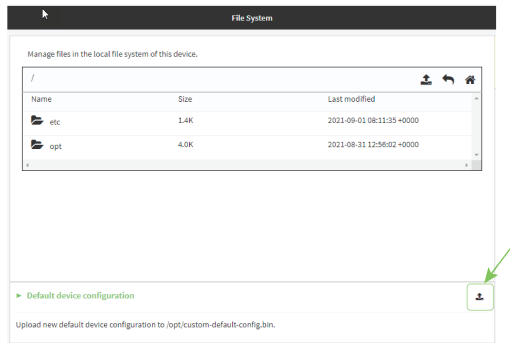 File System
Manage files in the local file system of this device.
/
Name Size Last modified
etc 1.4K 2021-09-01 08:11:35 +0000
opt 4.0K 2021-08-31 12:56:02 +0000
Default device configuration
Upload new default device configuration to /opt/custom-default-config.bin.